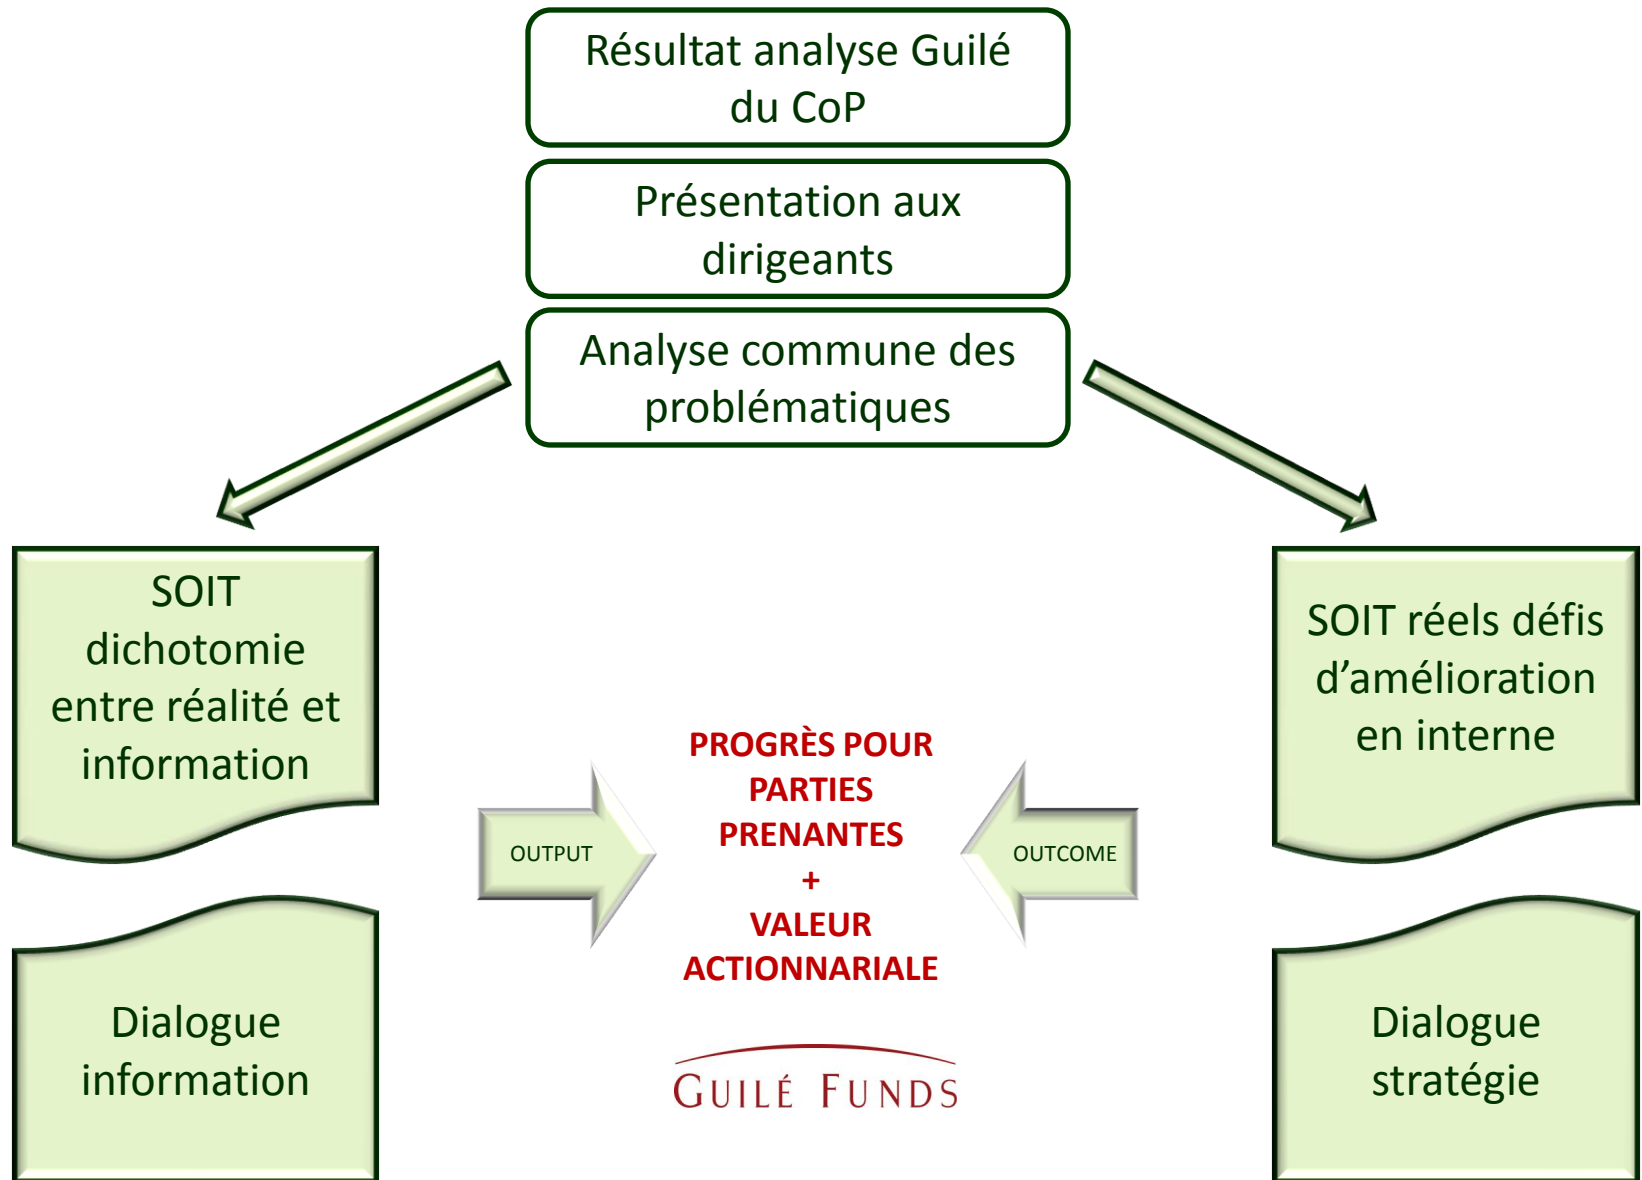 Résultat analyse Guilé
du CoP
Présentation aux
dirigeants
Analyse commune des
problématiques
SOIT
dichotomie
entre réalité et
information
SOIT réels défis
d’amélioration
en interne
OUTPUT
PROGRÈS POUR
PARTIES
PRENANTES
+
VALEUR
ACTIONNARIALE
OUTCOME
Dialogue
information
GUILÉ FUNDS
Dialogue
stratégie